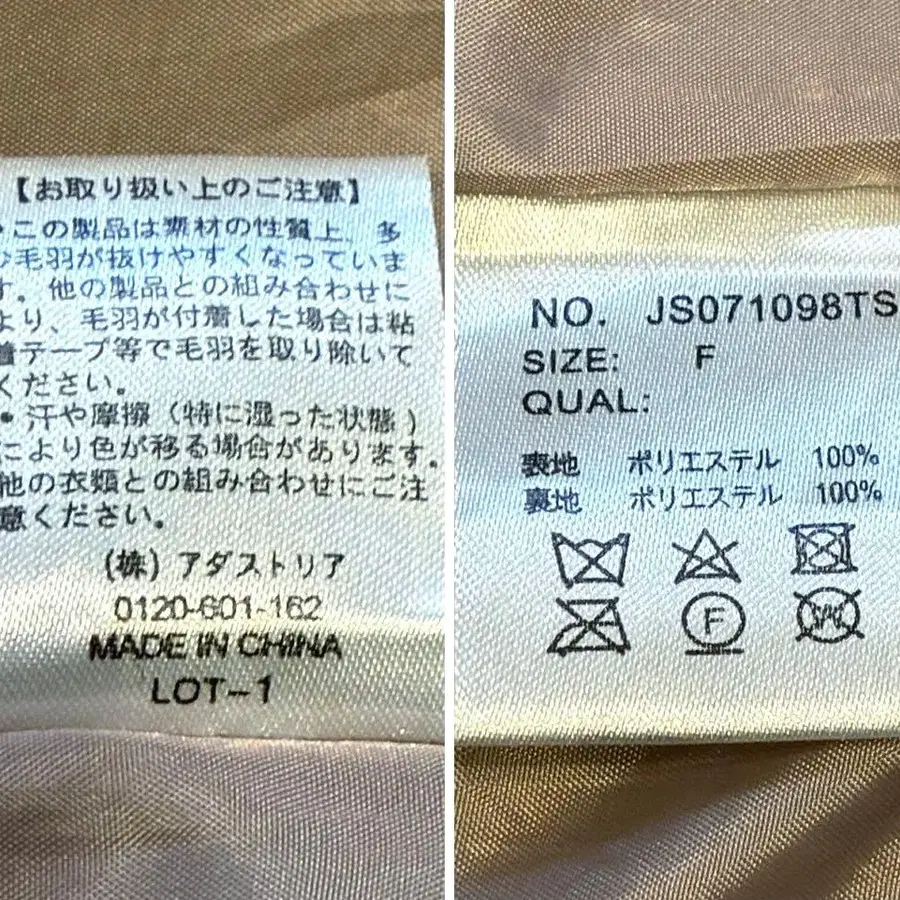 【お取り扱い上のご注意】
・この製品は素材の性質上、多
少毛羽が抜けやすくなっていま
す。他の製品との組み合わせに
より、毛羽が付着した場合は粘
着テープ等で毛羽を取り除いて
ください。
・汗や摩擦（特に湿った状態）
により色が移る場合があります。
他の衣類との組み合わせにご注
意ください。
(株) アダストリア
0120-601-162
MADE IN CHINA
LOT-1
NO. JS071098TS
SIZE: F
QUAL:
表地 ポリエステル 100%
裏地 ポリエステル 100%
F